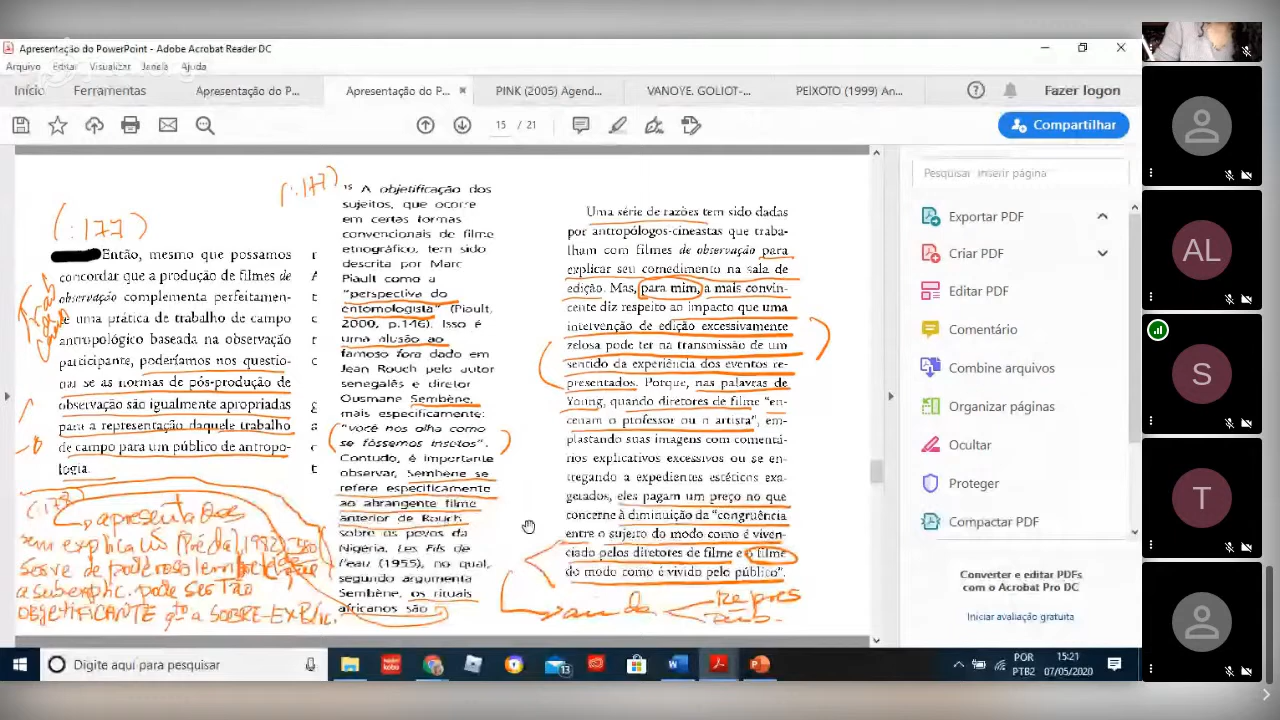 Apresentação do PowerPoint - Adobe Acrobat Reader DC
Arquivo Editar Visualizar Janela Ajuda
Início Ferramentas Apresentação do P... Apresentação do P... × PINK (2005) Agend... VANOYE. GOLIOT-... PEIXOTO (1999) An... Fazer logon
15 / 21 Compartilhar
(:177)
Então, mesmo que possamos
concordar que a produção de filmes de
observação complementa perfeitamen-
te uma prática de trabalho de campo
antropológico baseada na observação
participante, poderíamos nos questio-
nar se as normas de pós-produção de
observação são igualmente apropriadas
para a representação daquele trabalho
de campo para um público de antropo-
logia.
apresentados
sem explicação
(:177)
15 A objetificação dos
sujeitos, que ocorre
em certas formas
convencionais de filme
etnográfico, tem sido
descrita por Marc
Piault como a
"perspectiva do
entomologista" (Piault,
2000, p.146). Isso é
uma alusão ao
famoso fora dado em
Jean Rouch pelo autor
senegalês e diretor
Ousmane Sembène,
mais especificamente:
"você nos olha como
se fôssemos insetos".
Contudo, é importante
observar, Sembène se
refere especificamente
ao abrangente filme
anterior de Rouch
sobre os povos da
Nigéria, Les Fils de
l'eau (1955), no qual,
segundo argumenta
Sembène, os rituais
africanos são
Uma série de razões tem sido dadas
por antropólogos-cineastas que traba-
lham com filmes de observação para
explicar seu comedimento na sala de
edição. Mas, para mim, a mais convin-
cente diz respeito ao impacto que uma
intervenção de edição excessivamente
zelosa pode ter na transmissão de um
sentido da experiência dos eventos re-
presentados. Porque, nas palavras de
Young, quando diretores de filme "en-
cenam o professor ou o artista", em-
plastando suas imagens com comentá-
rios explicativos excessivos ou se en-
tregando a expedientes estéticos exa-
gerados, eles pagam um preço no que
concerne à diminuição da "congruência
entre o sujeito do modo como é viven-
ciado pelos diretores de filme e o filme
do modo como é vivido pelo público".
Pesquisar inserir página
Exportar PDF
Criar PDF
Editar PDF
Comentário
Combine arquivos
Organizar páginas
Ocultar
Proteger
Compactar PDF
Converter e editar PDFs
com o Acrobat Pro DC
Iniciar avaliação gratuita
AL
S
T
Digite aqui para pesquisar
13
POR
PTB2
15:21
07/05/2020